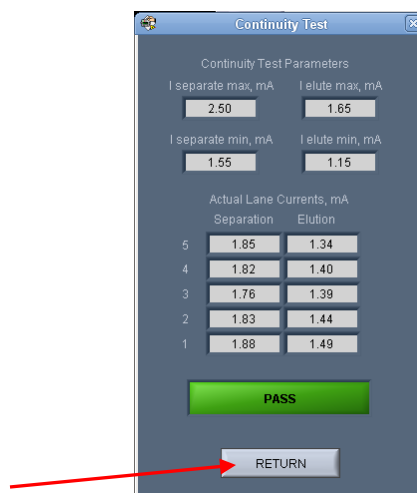 Continuity Test
Continuity Test Parameters
I separate max, mA I elute max, mA
2.50 1.65
I separate min, mA I elute min, mA
1.55 1.15
Actual Lane Currents, mA
Separation Elution
5 1.85 1.34
4 1.82 1.40
3 1.76 1.39
2 1.83 1.44
1 1.88 1.49
PASS
RETURN